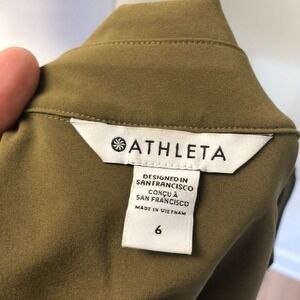 ATHLETA
DESIGNED IN
SAN FRANCISCO
CONÇU À
SAN FRANCISCO
MADE IN VIETNAM
6